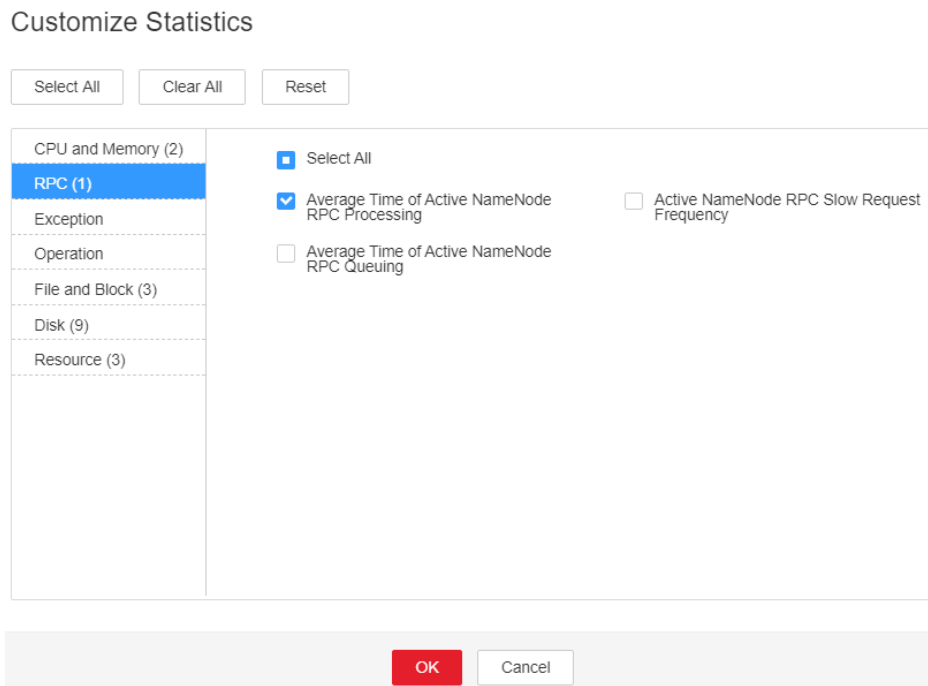 Customize Statistics
Select All
Clear All
Reset
CPU and Memory (2)
RPC (1)
Exception
Operation
File and Block (3)
Disk (9)
Resource (3)
Select All
Average Time of Active NameNode
RPC Processing
Active NameNode RPC Slow Request
Frequency
Average Time of Active NameNode
RPC Queuing
OK
Cancel